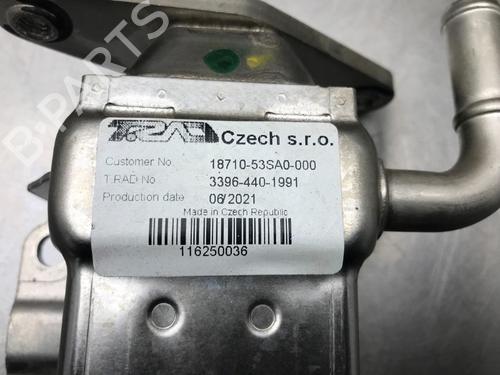 B-PARTS
T.RAD Czech s.r.o.
Customer No. 18710-53SA0-000
T.RAD No 3396-440-1991
Production date 06/2021
Made in Czech Republic
116250036